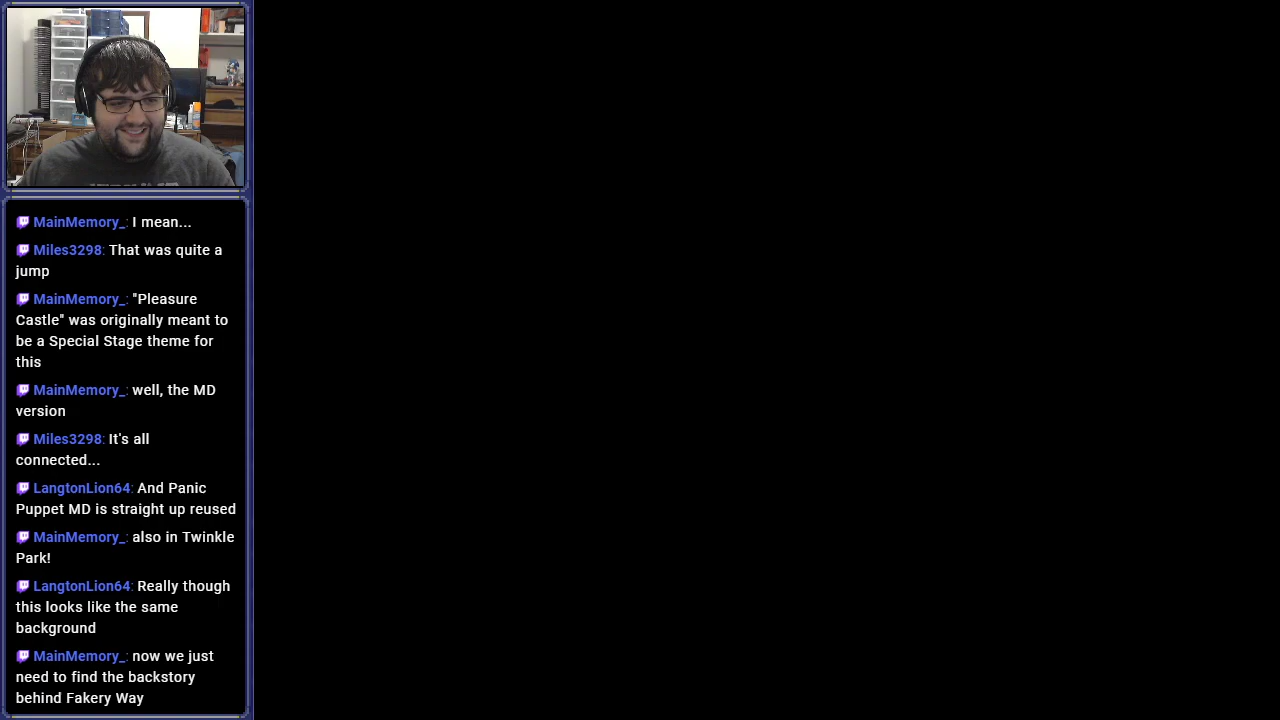 MainMemory_: I mean...
Miles3298: That was quite a
jump
MainMemory_: "Pleasure
Castle" was originally meant to
be a Special Stage theme for
this
MainMemory_: well, the MD
version
Miles3298: It's all
connected...
LangtonLion64: And Panic
Puppet MD is straight up reused
MainMemory_: also in Twinkle
Park!
LangtonLion64: Really though
this looks like the same
background
MainMemory_: now we just
need to find the backstory
behind Fakery Way